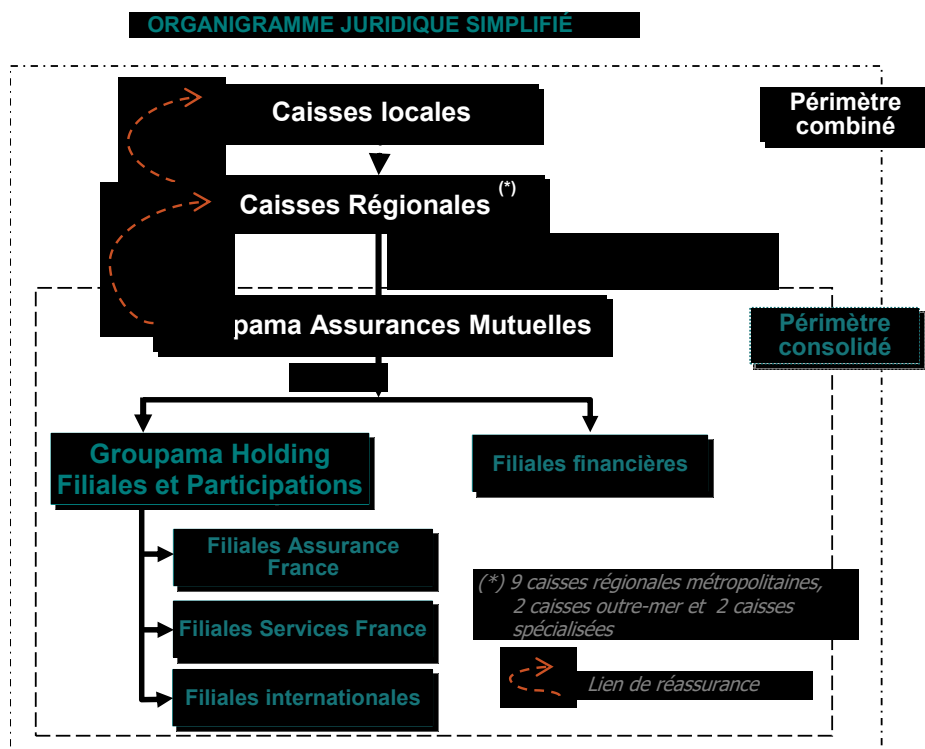 ORGANIGRAMME JURIDIQUE SIMPLIFIÉ
Caisses locales
Périmètre
combiné
Caisses Régionales (*)
pama Assurances Mutuelles
Périmètre
consolidé
Groupama Holding
Filiales et Participations
Filiales financières
Filiales Assurance
France
(*) 9 caisses régionales métropolitaines,
2 caisses outre-mer et 2 caisses
spécialisées
Filiales Services France
Filiales internationales
Lien de réassurance